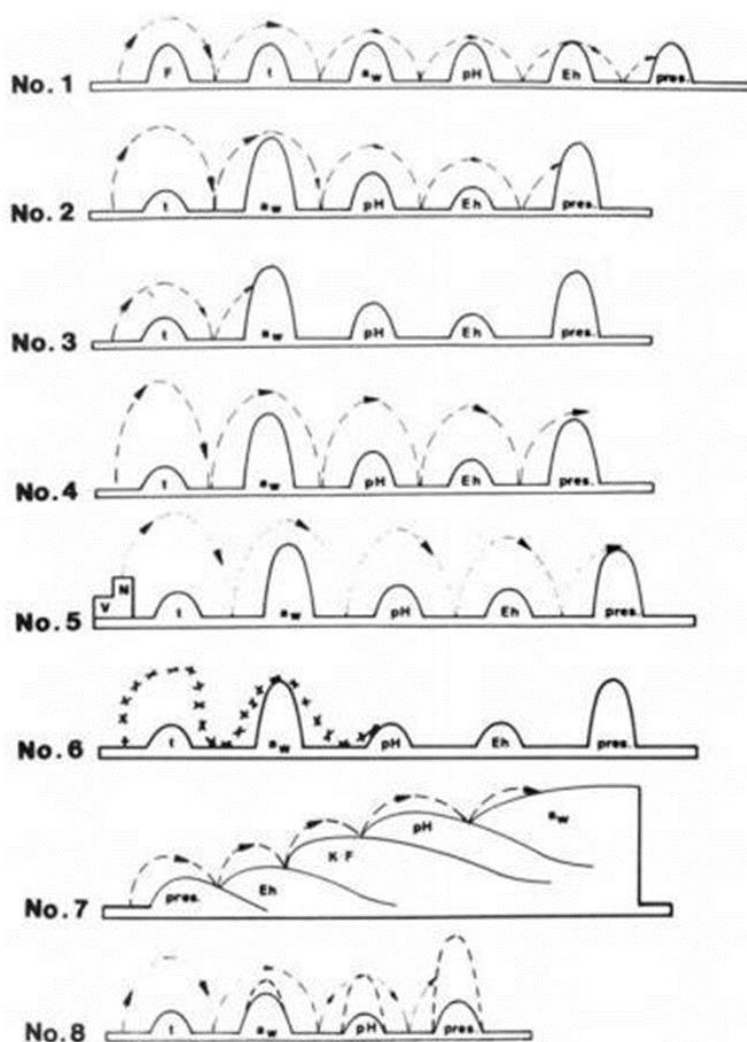 No.1 F t aw pH Eh pres.
No.2 t aw pH Eh pres.
No.3 t aw pH Eh pres.
No.4 t aw pH Eh pres.
No.5 V N t aw pH Eh pres.
No.6 t aw pH Eh pres.
No.7 pres. Eh K F pH aw
No.8 t aw pH pres.